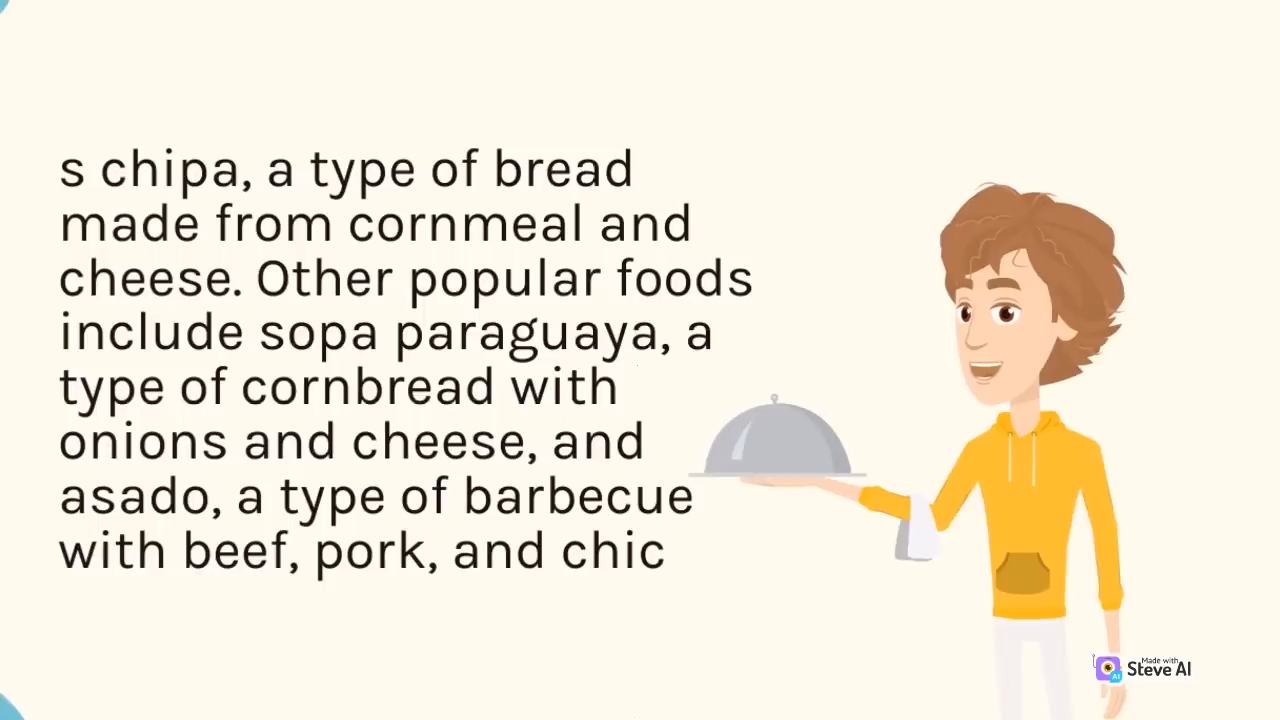 s chipa, a type of bread
made from cornmeal and
cheese. Other popular foods
include sopa paraguaya, a
type of cornbread with
onions and cheese, and
asado, a type of barbecue
with beef, pork, and chic
Made with
Steve AI
AI